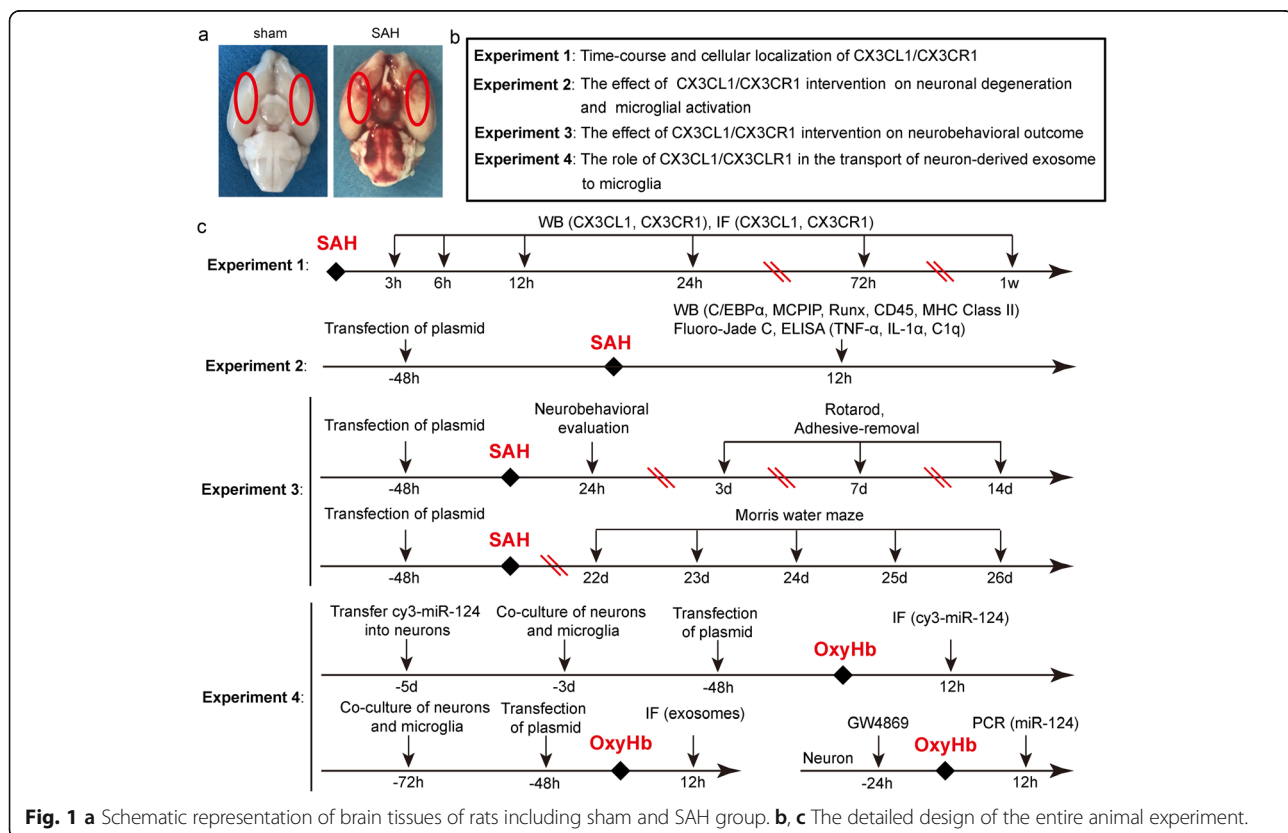 a
sham
SAH
b
Experiment 1: Time-course and cellular localization of CX3CL1/CX3CR1
Experiment 2: The effect of CX3CL1/CX3CR1 intervention on neuronal degeneration
and microglial activation
Experiment 3: The effect of CX3CL1/CX3CR1 intervention on neurobehavioral outcome
Experiment 4: The role of CX3CL1/CX3CLR1 in the transport of neuron-derived exosome
to microglia
c
WB (CX3CL1, CX3CR1), IF (CX3CL1, CX3CR1)
SAH
Experiment 1:
3h 6h 12h 24h 72h 1w
WB (C/EBPα, MCPIP, Runx, CD45, MHC Class II)
Fluoro-Jade C, ELISA (TNF-α, IL-1α, C1q)
Transfection of plasmid
SAH
Experiment 2:
-48h 12h
Neurobehavioral
evaluation
Rotarod,
Adhesive-removal
Transfection of plasmid
SAH
-48h 24h 3d 7d 14d
Experiment 3:
Transfection of plasmid
Morris water maze
SAH
-48h 22d 23d 24d 25d 26d
Transfer cy3-miR-124
into neurons
Co-culture of neurons
and microglia
Transfection
of plasmid
IF (cy3-miR-124)
OxyHb
-5d -3d -48h 12h
Experiment 4:
Co-culture of neurons
and microglia
Transfection
of plasmid
IF (exosomes)
OxyHb
-72h -48h 12h
GW4869
PCR (miR-124)
OxyHb
Neuron
-24h 12h
Fig. 1 a Schematic representation of brain tissues of rats including sham and SAH group. b, c The detailed design of the entire animal experiment.